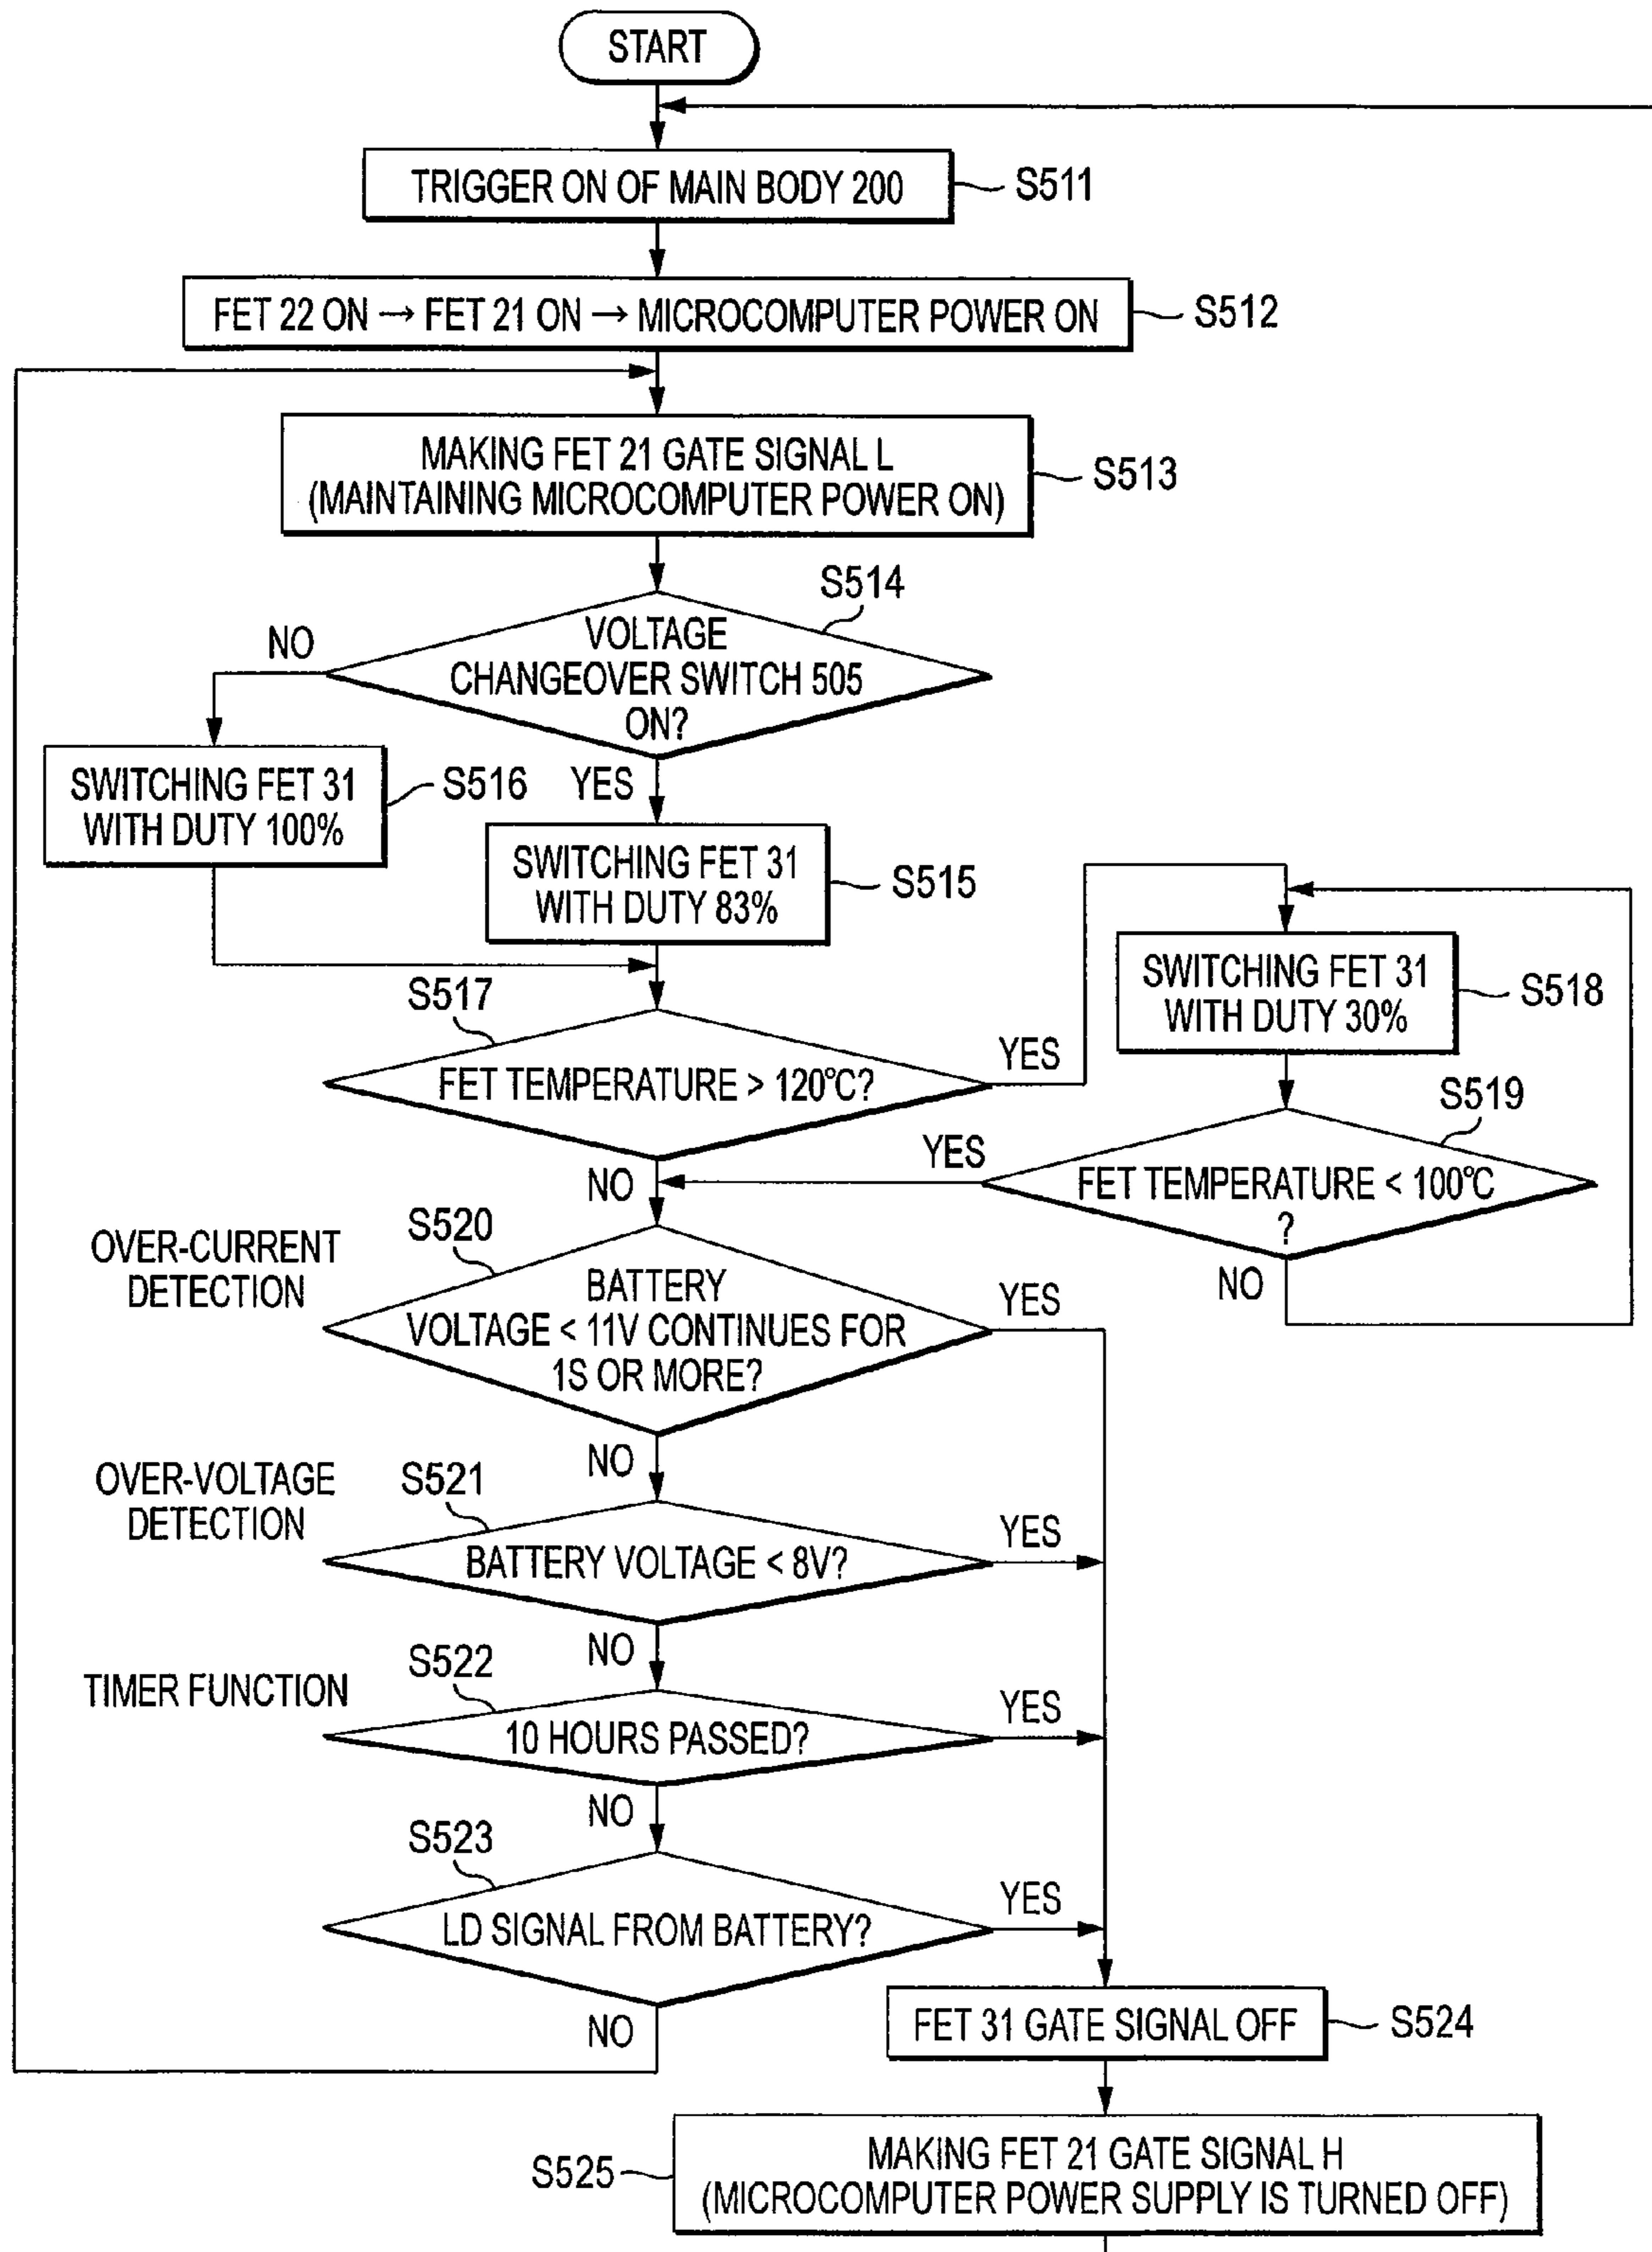 START
TRIGGER ON OF MAIN BODY 200
S511
FET 22 ON → FET 21 ON → MICROCOMPUTER POWER ON
S512
MAKING FET 21 GATE SIGNAL L
(MAINTAINING MICROCOMPUTER POWER ON)
S513
S514
NO
VOLTAGE
CHANGEOVER SWITCH 505
ON?
SWITCHING FET 31
WITH DUTY 100%
S516
YES
SWITCHING FET 31
WITH DUTY 83%
S515
SWITCHING FET 31
WITH DUTY 30%
S518
S517
FET TEMPERATURE > 120°C?
YES
S519
YES
FET TEMPERATURE < 100°C
?
NO
NO
OVER-CURRENT
DETECTION
S520
BATTERY
VOLTAGE < 11V CONTINUES FOR
1S OR MORE?
YES
NO
OVER-VOLTAGE
DETECTION
S521
BATTERY VOLTAGE < 8V?
YES
NO
TIMER FUNCTION
S522
10 HOURS PASSED?
YES
NO
S523
LD SIGNAL FROM BATTERY?
YES
NO
FET 31 GATE SIGNAL OFF
S524
S525
MAKING FET 21 GATE SIGNAL H
(MICROCOMPUTER POWER SUPPLY IS TURNED OFF)